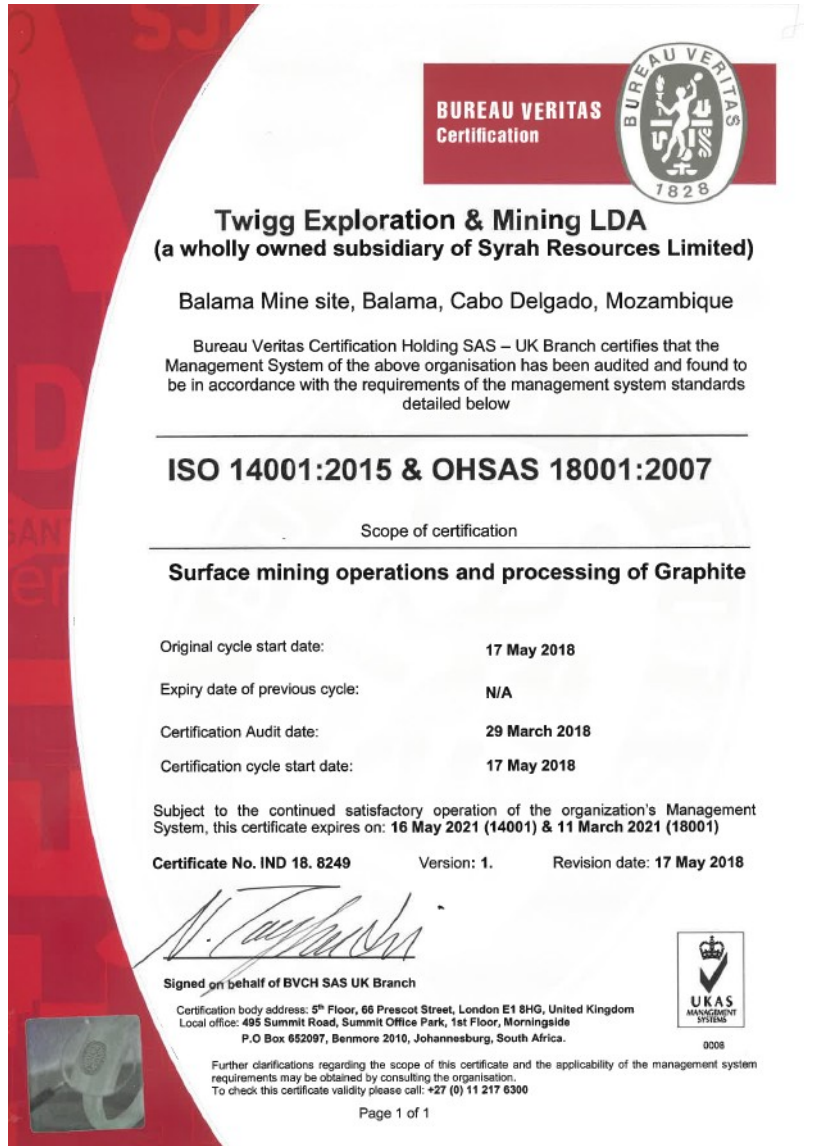 BUREAU VERITAS
Certification
BUREAU VERITAS
1828
Twigg Exploration & Mining LDA
(a wholly owned subsidiary of Syrah Resources Limited)
Balama Mine site, Balama, Cabo Delgado, Mozambique
Bureau Veritas Certification Holding SAS – UK Branch certifies that the
Management System of the above organisation has been audited and found to
be in accordance with the requirements of the management system standards
detailed below
ISO 14001:2015 & OHSAS 18001:2007
Scope of certification
Surface mining operations and processing of Graphite
Original cycle start date: 17 May 2018
Expiry date of previous cycle: N/A
Certification Audit date: 29 March 2018
Certification cycle start date: 17 May 2018
Subject to the continued satisfactory operation of the organization's Management
System, this certificate expires on: 16 May 2021 (14001) & 11 March 2021 (18001)
Certificate No. IND 18. 8249 Version: 1. Revision date: 17 May 2018
Signed on behalf of BVCH SAS UK Branch
Certification body address: 5th Floor, 66 Prescot Street, London E1 8HG, United Kingdom
Local office: 495 Summit Road, Summit Office Park, 1st Floor, Morningside
P.O Box 652097, Benmore 2010, Johannesburg, South Africa.
UKAS
MANAGEMENT
SYSTEMS
0008
Further clarifications regarding the scope of this certificate and the applicability of the management system
requirements may be obtained by consulting the organisation.
To check this certificate validity please call: +27 (0) 11 217 6300
Page 1 of 1